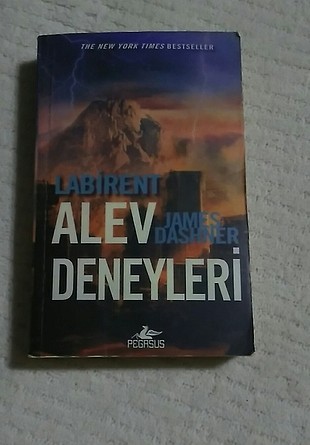 THE NEW YORK TIMES BESTSELLER
LABİRENT
ALEV
JAMES
DASHNER
DENEYLERİ
PEGASUS